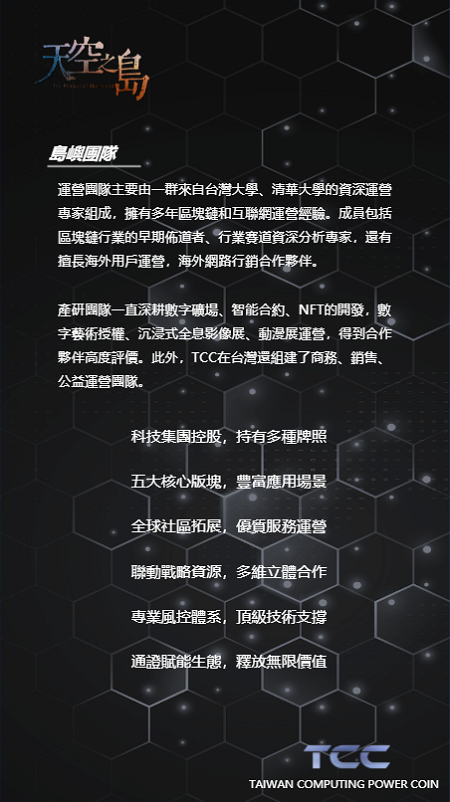 天空之島
島嶼團隊
運營團隊主要由一群來自台灣大學、清華大學的資深運營
專家組成，擁有多年區塊鏈和互聯網運營經驗。成員包括
區塊鏈行業的早期佈道者、行業賽道資深分析專家，還有
擅長海外用戶運營，海外網路行銷合作夥伴。
產研團隊一直深耕數字礦場、智能合約、NFT的開發，數
字藝術授權、沉浸式全息影像展、動漫展運營，得到合作
夥伴高度評價。此外，TCC在台灣還組建了商務、銷售、
公益運營團隊。
科技集團控股，持有多種牌照
五大核心版塊，豐富應用場景
全球社區拓展，優質服務運營
聯動戰略資源，多維立體合作
專業風控體系，頂級技術支撐
通證賦能生態，釋放無限價值
TCC
TAIWAN COMPUTING POWER COIN